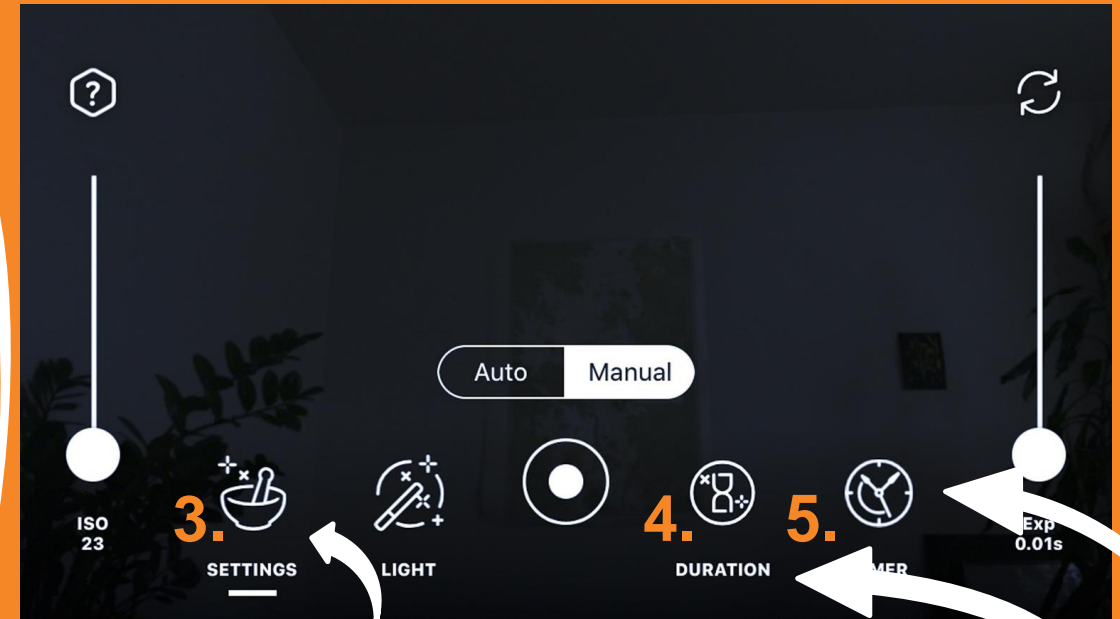 ?
Auto Manual
3.
4.
5.
ISO
23
Exp
0.01s
SETTINGS
LIGHT
DURATION